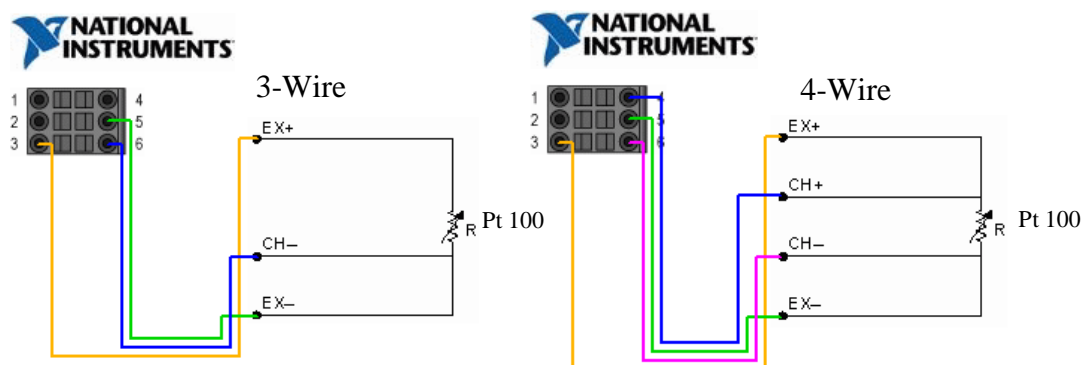 NATIONAL
INSTRUMENTS
3-Wire
1 4
2 5
3 6
EX+
R Pt 100
CH–
EX–
NATIONAL
INSTRUMENTS
4-Wire
1 4
2 5
3 6
EX+
CH+
R Pt 100
CH–
EX–